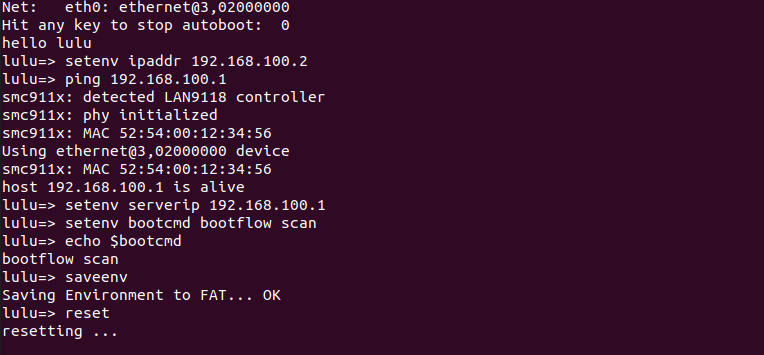 Net:   eth0: ethernet@3,02000000
Hit any key to stop autoboot:  0
hello lulu
lulu=> setenv ipaddr 192.168.100.2
lulu=> ping 192.168.100.1
smc911x: detected LAN9118 controller
smc911x: phy initialized
smc911x: MAC 52:54:00:12:34:56
Using ethernet@3,02000000 device
smc911x: MAC 52:54:00:12:34:56
host 192.168.100.1 is alive
lulu=> setenv serverip 192.168.100.1
lulu=> setenv bootcmd bootflow scan
lulu=> echo $bootcmd
bootflow scan
lulu=> saveenv
Saving Environment to FAT... OK
lulu=> reset
resetting ...